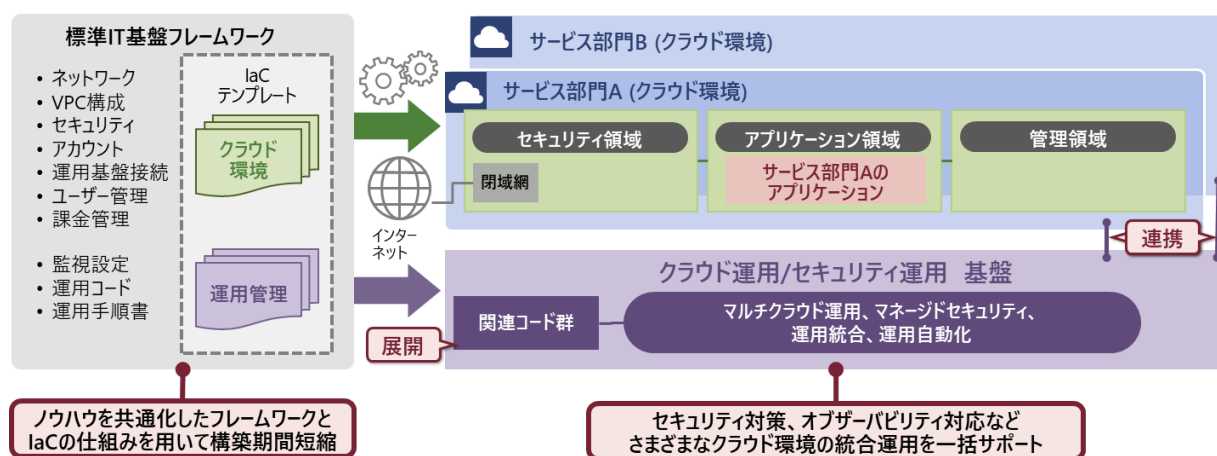 標準IT基盤フレームワーク
• ネットワーク
• VPC構成
• セキュリティ
• アカウント
• 運用基盤接続
• ユーザー管理
• 課金管理
• 監視設定
• 運用コード
• 運用手順書
IaC
テンプレート
クラウド
環境
運用管理
インター
ネット
サービス部門B (クラウド環境)
サービス部門A (クラウド環境)
セキュリティ領域
閉域網
アプリケーション領域
サービス部門Aの
アプリケーション
管理領域
連携
クラウド運用/セキュリティ運用 基盤
関連コード群
展開
マルチクラウド運用、マネージドセキュリティ、
運用統合、運用自動化
ノウハウを共通化したフレームワークと
IaCの仕組みを用いて構築期間短縮
セキュリティ対策、オブザーバビリティ対応など
さまざまなクラウド環境の統合運用を一括サポート